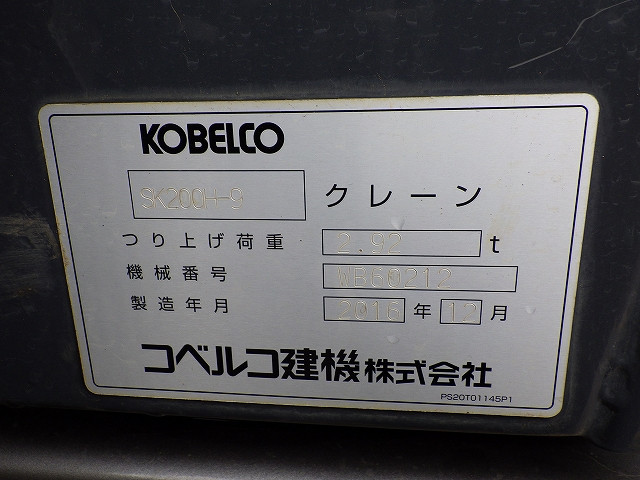 KOBELCO
SK200H-9 クレーン
つり上げ荷重 2.92 t
機械番号 WB60212
製造年月 2016 年 12 月
コベルコ建機株式会社
PS20T01145P1